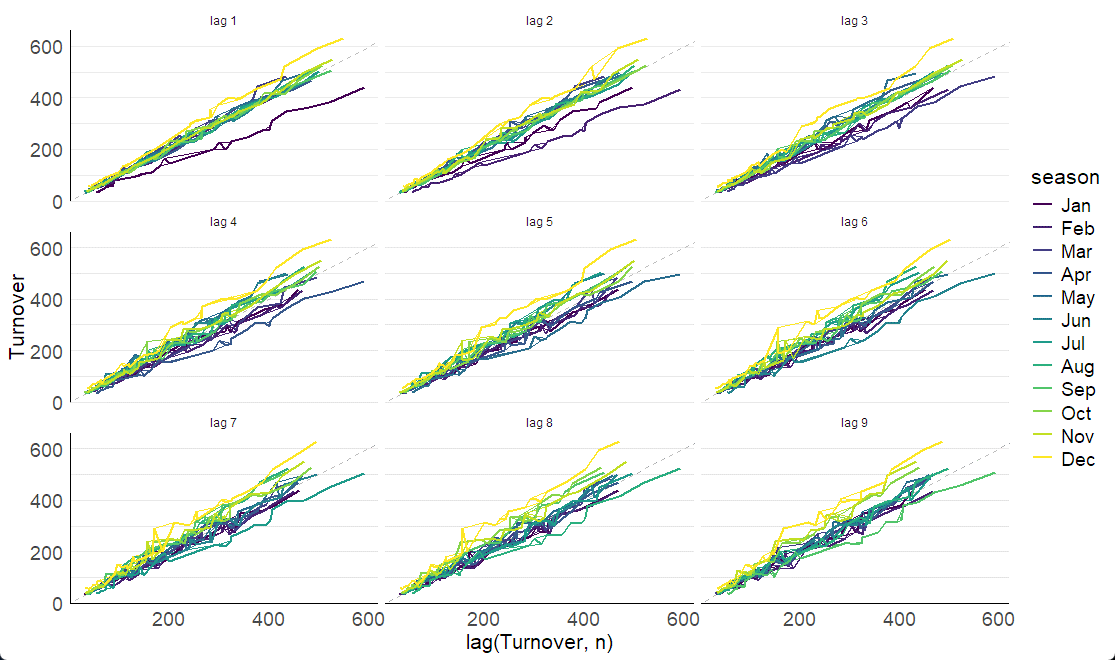 lag 1
lag 2
lag 3
600
400
200
0
lag 4
lag 5
lag 6
600
400
200
0
lag 7
lag 8
lag 9
600
400
200
0
200
400
600
200
400
600
200
400
600
Turnover
lag(Turnover, n)
season
Jan
Feb
Mar
Apr
May
Jun
Jul
Aug
Sep
Oct
Nov
Dec